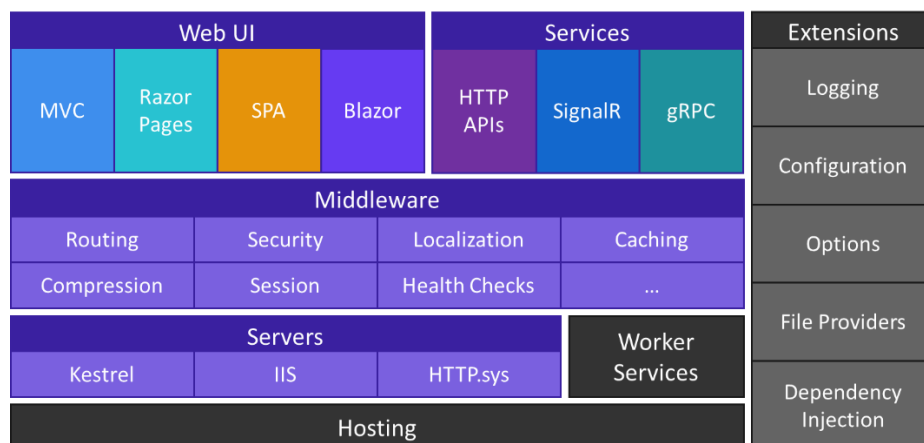 Web UI
MVC
Razor
Pages
SPA
Blazor
Services
HTTP
APIs
SignalR
gRPC
Middleware
Routing
Security
Localization
Caching
Compression
Session
Health Checks
...
Servers
Kestrel
IIS
HTTP.sys
Worker
Services
Hosting
Extensions
Logging
Configuration
Options
File Providers
Dependency
Injection